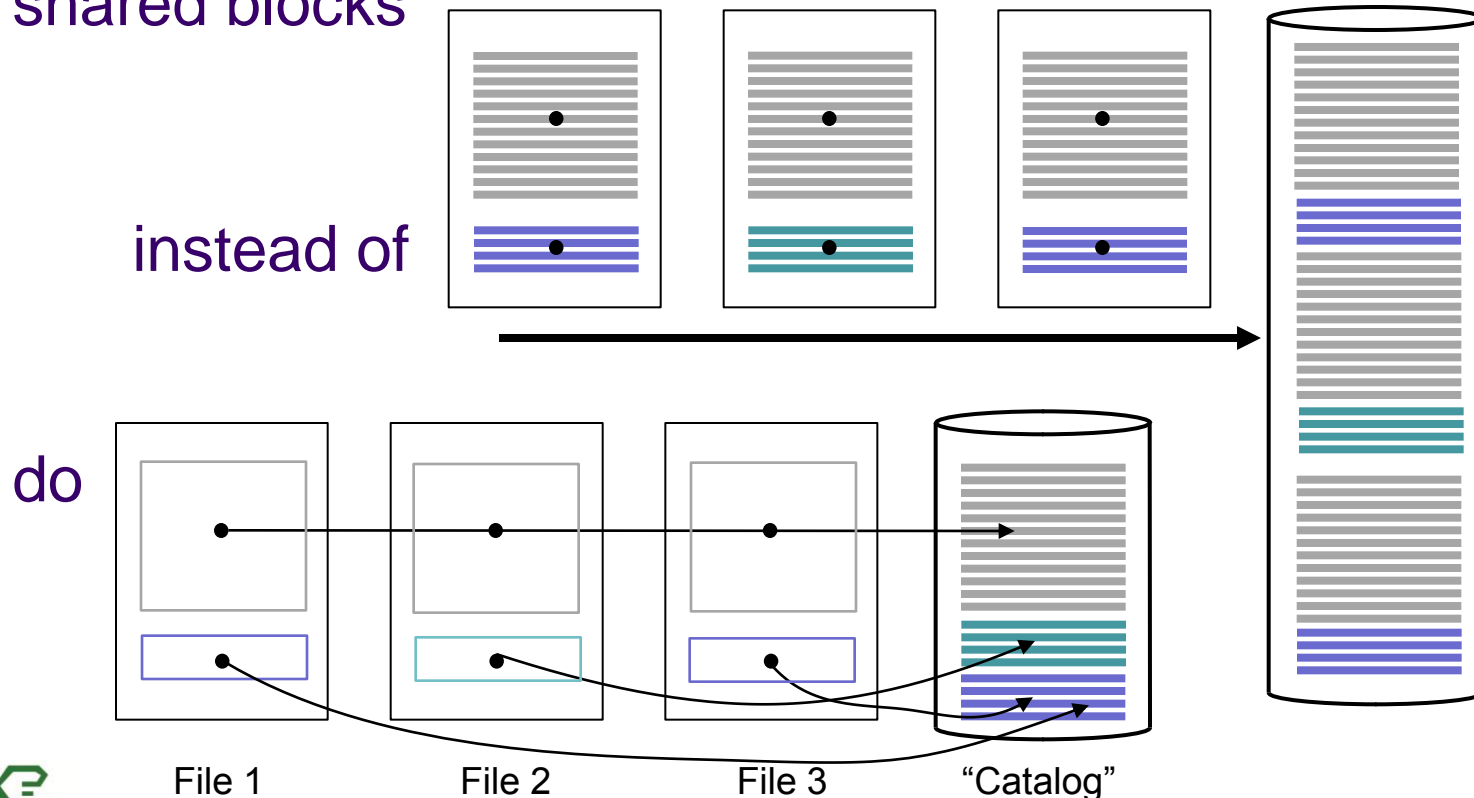 shared blocks
instead of
do
File 1
File 2
File 3
“Catalog”